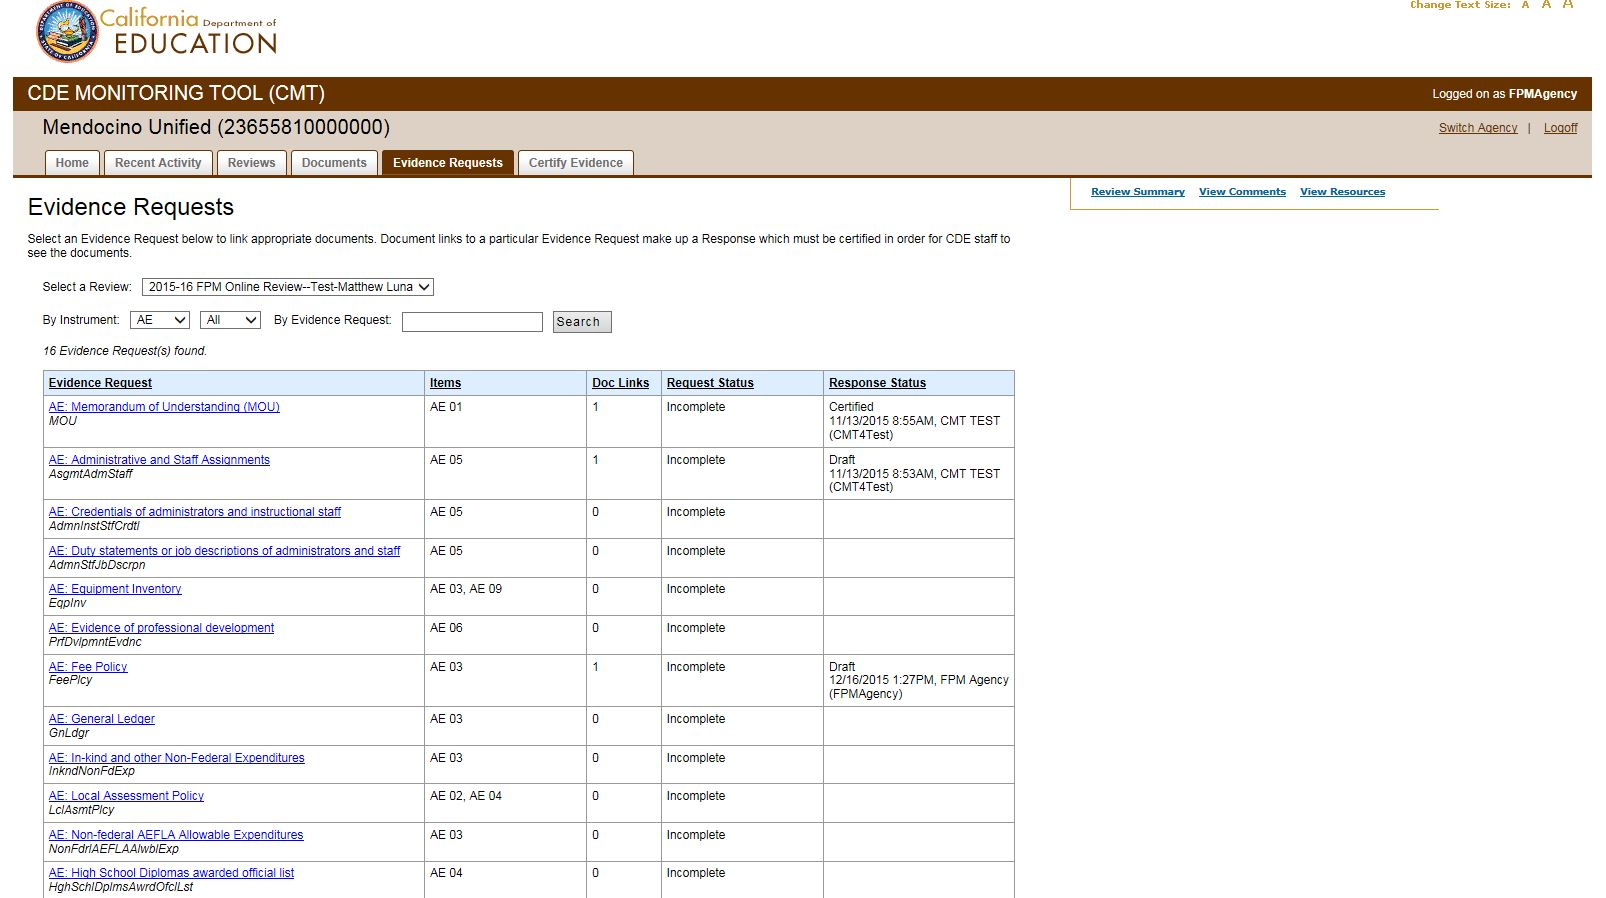 California Department of
EDUCATION
Change Text Size: A A A
CDE MONITORING TOOL (CMT)
Logged on as FPMAgency
Mendocino Unified (23655810000000)
Switch Agency | Logoff
Home Recent Activity Reviews Documents Evidence Requests Certify Evidence
Review Summary View Comments View Resources
Evidence Requests
Select an Evidence Request below to link appropriate documents. Document links to a particular Evidence Request make up a Response which must be certified in order for CDE staff to
see the documents.
Select a Review: 2015-16 FPM Online Review--Test-Matthew Luna
By Instrument: AE All By Evidence Request: Search
16 Evidence Request(s) found.
Evidence Request Items Doc Links Request Status Response Status
AE: Memorandum of Understanding (MOU) AE 01 1 Incomplete Certified
MOU 11/13/2015 8:55AM, CMT TEST
(CMT4Test)
AE: Administrative and Staff Assignments AE 05 1 Incomplete Draft
AsgmtAdmStaff 11/13/2015 8:53AM, CMT TEST
(CMT4Test)
AE: Credentials of administrators and instructional staff AE 05 0 Incomplete
AdmnInstStfCrdtl
AE: Duty statements or job descriptions of administrators and staff AE 05 0 Incomplete
AdmnStfJbDscrpn
AE: Equipment Inventory AE 03, AE 09 0 Incomplete
EqpInv
AE: Evidence of professional development AE 06 0 Incomplete
PrfDvlpmntEvdnc
AE: Fee Policy AE 03 1 Incomplete Draft
FeePlcy 12/16/2015 1:27PM, FPM Agency
(FPMAgency)
AE: General Ledger AE 03 0 Incomplete
GnLdgr
AE: In-kind and other Non-Federal Expenditures AE 03 0 Incomplete
InkndNonFdExp
AE: Local Assessment Policy AE 02, AE 04 0 Incomplete
LclAsmtPlcy
AE: Non-federal AEFLA Allowable Expenditures AE 03 0 Incomplete
NonFdrlAEFLAAlwblExp
AE: High School Diplomas awarded official list AE 04 0 Incomplete
HghSchlDplmsAwrdOfclLst